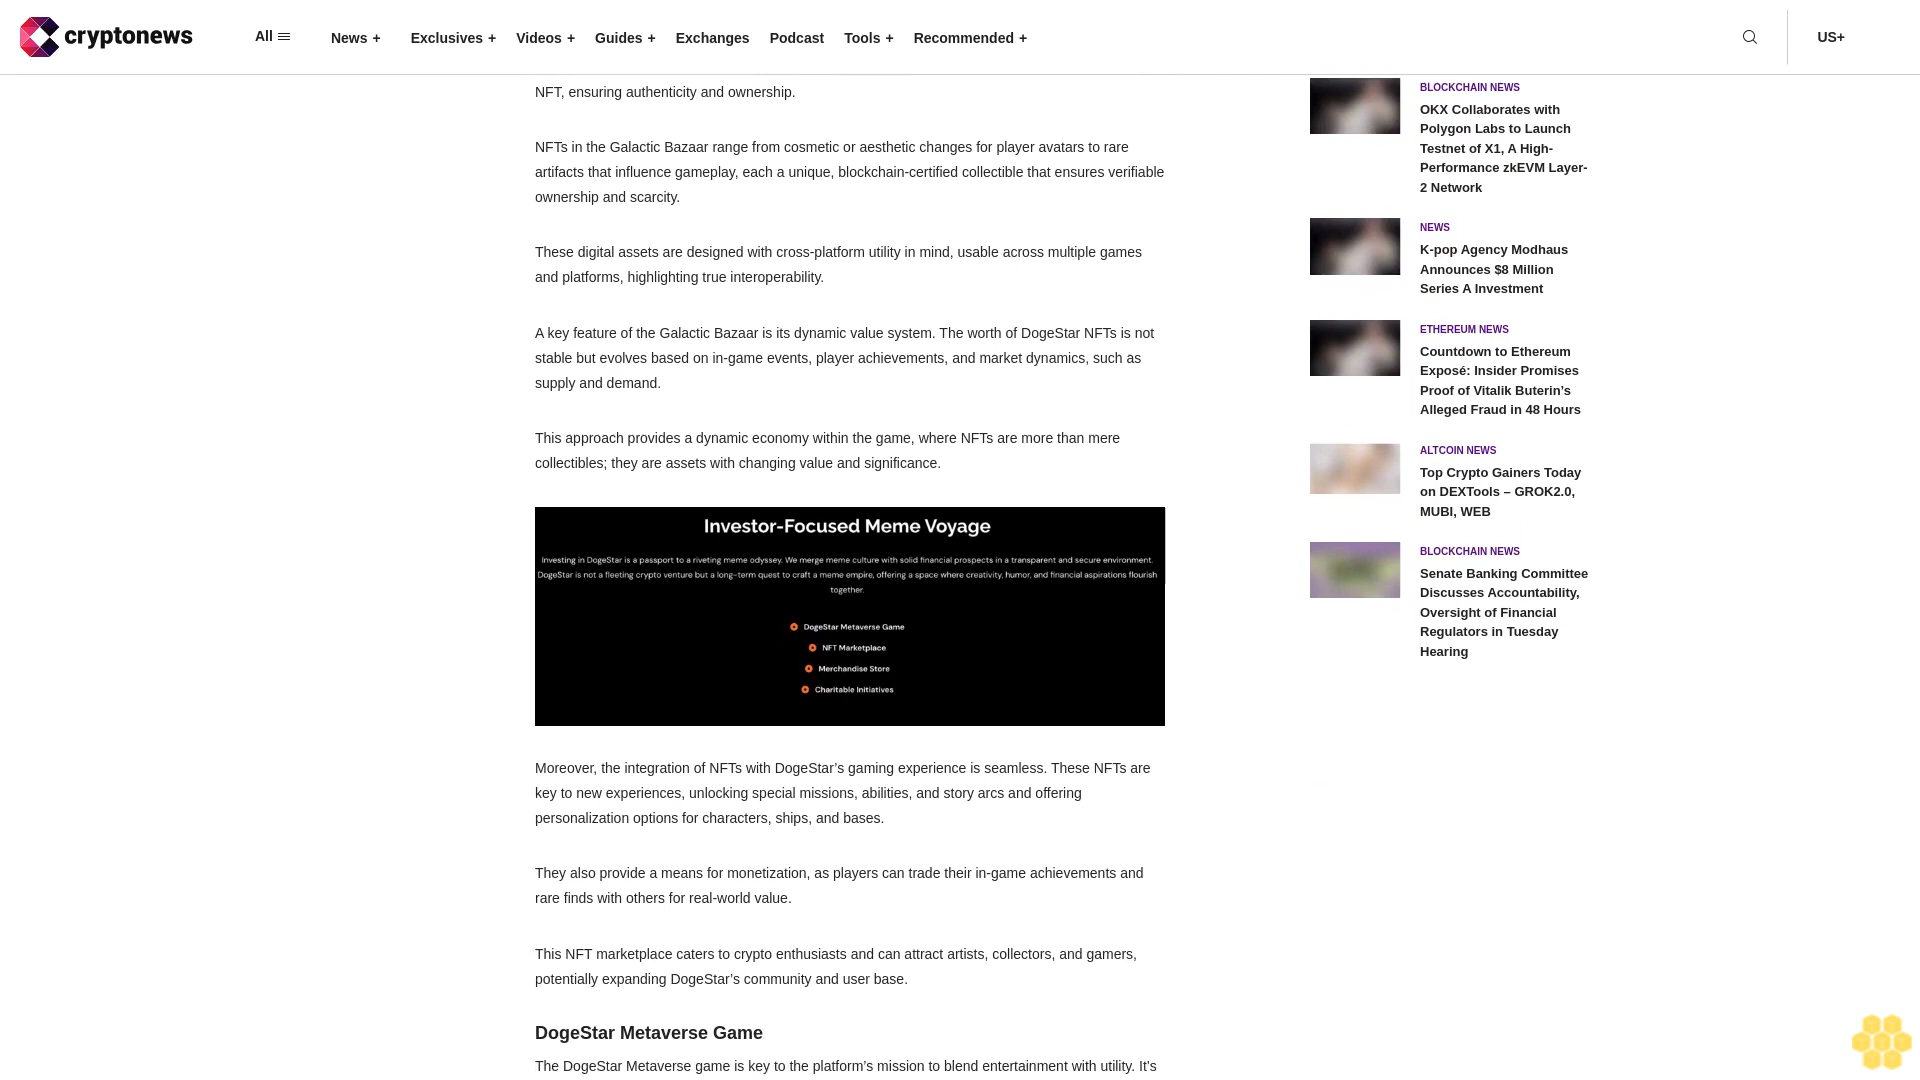 cryptonews
All
News +
Exclusives +
Videos +
Guides +
Exchanges
Podcast
Tools +
Recommended +
US+
NFT, ensuring authenticity and ownership.
NFTs in the Galactic Bazaar range from cosmetic or aesthetic changes for player avatars to rare
artifacts that influence gameplay, each a unique, blockchain-certified collectible that ensures verifiable
ownership and scarcity.
These digital assets are designed with cross-platform utility in mind, usable across multiple games
and platforms, highlighting true interoperability.
A key feature of the Galactic Bazaar is its dynamic value system. The worth of DogeStar NFTs is not
stable but evolves based on in-game events, player achievements, and market dynamics, such as
supply and demand.
This approach provides a dynamic economy within the game, where NFTs are more than mere
collectibles; they are assets with changing value and significance.
Investor-Focused Meme Voyage
Investing in DogeStar is a passport to a riveting meme odyssey. We merge meme culture with solid financial prospects in a transparent and secure environment.
DogeStar is not a fleeting crypto venture but a long-term quest to craft a meme empire, offering a space where creativity, humor, and financial aspirations flourish
together.
DogeStar Metaverse Game
NFT Marketplace
Merchandise Store
Charitable Initiatives
Moreover, the integration of NFTs with DogeStar’s gaming experience is seamless. These NFTs are
key to new experiences, unlocking special missions, abilities, and story arcs and offering
personalization options for characters, ships, and bases.
They also provide a means for monetization, as players can trade their in-game achievements and
rare finds with others for real-world value.
This NFT marketplace caters to crypto enthusiasts and can attract artists, collectors, and gamers,
potentially expanding DogeStar’s community and user base.
DogeStar Metaverse Game
The DogeStar Metaverse game is key to the platform’s mission to blend entertainment with utility. It’s
BLOCKCHAIN NEWS
OKX Collaborates with
Polygon Labs to Launch
Testnet of X1, A High-
Performance zkEVM Layer-
2 Network
NEWS
K-pop Agency Modhaus
Announces $8 Million
Series A Investment
ETHEREUM NEWS
Countdown to Ethereum
Exposé: Insider Promises
Proof of Vitalik Buterin’s
Alleged Fraud in 48 Hours
ALTCOIN NEWS
Top Crypto Gainers Today
on DEXTools – GROK2.0,
MUBI, WEB
BLOCKCHAIN NEWS
Senate Banking Committee
Discusses Accountability,
Oversight of Financial
Regulators in Tuesday
Hearing